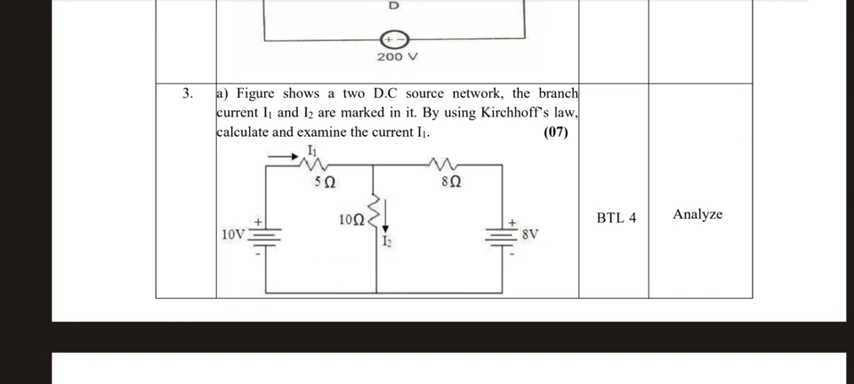 D
+ -
200 V
3. a) Figure shows a two D.C source network, the branch
current I₁ and I₂ are marked in it. By using Kirchhoff's law,
calculate and examine the current I₁. (07)
I₁
5 Ω
8Ω
10Ω
I₂
+
10V
-
+
8V
-
BTL 4
Analyze